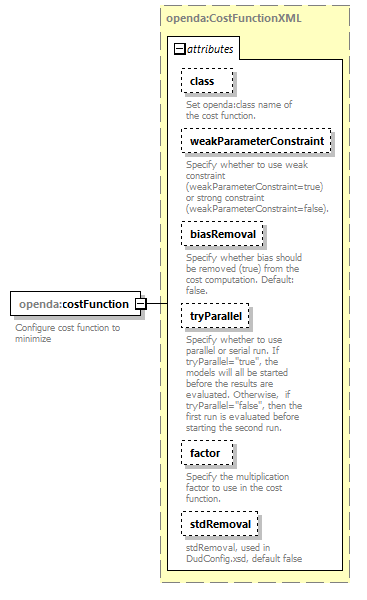 openda:CostFunctionXML
attributes
class
Set openda:class name of
the cost function.
weakParameterConstraint
Specify whether to use weak
constraint
(weakParameterConstraint=true)
or strong constraint
(weakParameterConstraint=false).
biasRemoval
Specify whether bias should
be removed (true) from the
cost computation. Default:
false.
openda:costFunction
Configure cost function to
minimize
tryParallel
Specify whether to use
parallel or serial run. If
tryParallel="true", the
models will all be started
before the results are
evaluated. Otherwise,  if
tryParallel="false", then the
first run is evaluated before
starting the second run.
factor
Specify the multiplication
factor to use in the cost
function.
stdRemoval
stdRemoval, used in
DudConfig.xsd, default false